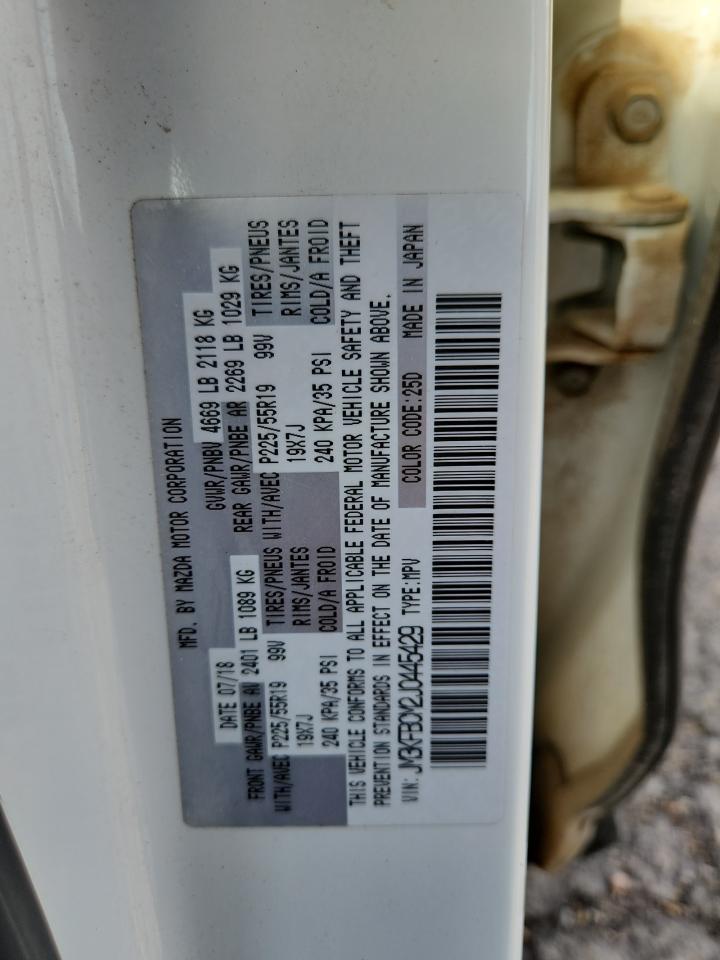 MFD. BY MAZDA MOTOR CORPORATION
DATE 07/18 GVWR/PNBV 4669 LB 2118 KG
FRONT GAWR/PNBE AV 2401 LB 1089 KG REAR GAWR/PNBE AR 2269 LB 1029 KG
WITH/AVEC P225/55R19 99V TIRES/PNEUS WITH/AVEC P225/55R19 99V TIRES/PNEUS
19X7J RIMS/JANTES 19X7J RIMS/JANTES
240 KPA/35 PSI COLD/A FROID 240 KPA/35 PSI COLD/A FROID
THIS VEHICLE CONFORMS TO ALL APPLICABLE FEDERAL MOTOR VEHICLE SAFETY AND THEFT
PREVENTION STANDARDS IN EFFECT ON THE DATE OF MANUFACTURE SHOWN ABOVE.
VIN: JM3KFBCM2J0445429 TYPE:MPV COLOR CODE:25D MADE IN JAPAN